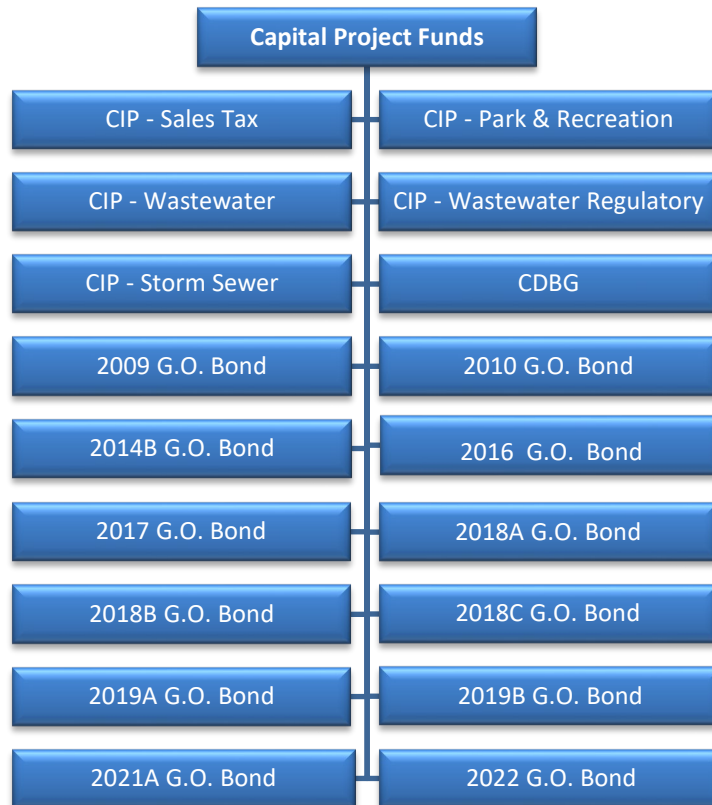 Capital Project Funds
CIP - Sales Tax
CIP - Park & Recreation
CIP - Wastewater
CIP - Wastewater Regulatory
CIP - Storm Sewer
CDBG
2009 G.O. Bond
2010 G.O. Bond
2014B G.O. Bond
2016 G.O. Bond
2017 G.O. Bond
2018A G.O. Bond
2018B G.O. Bond
2018C G.O. Bond
2019A G.O. Bond
2019B G.O. Bond
2021A G.O. Bond
2022 G.O. Bond